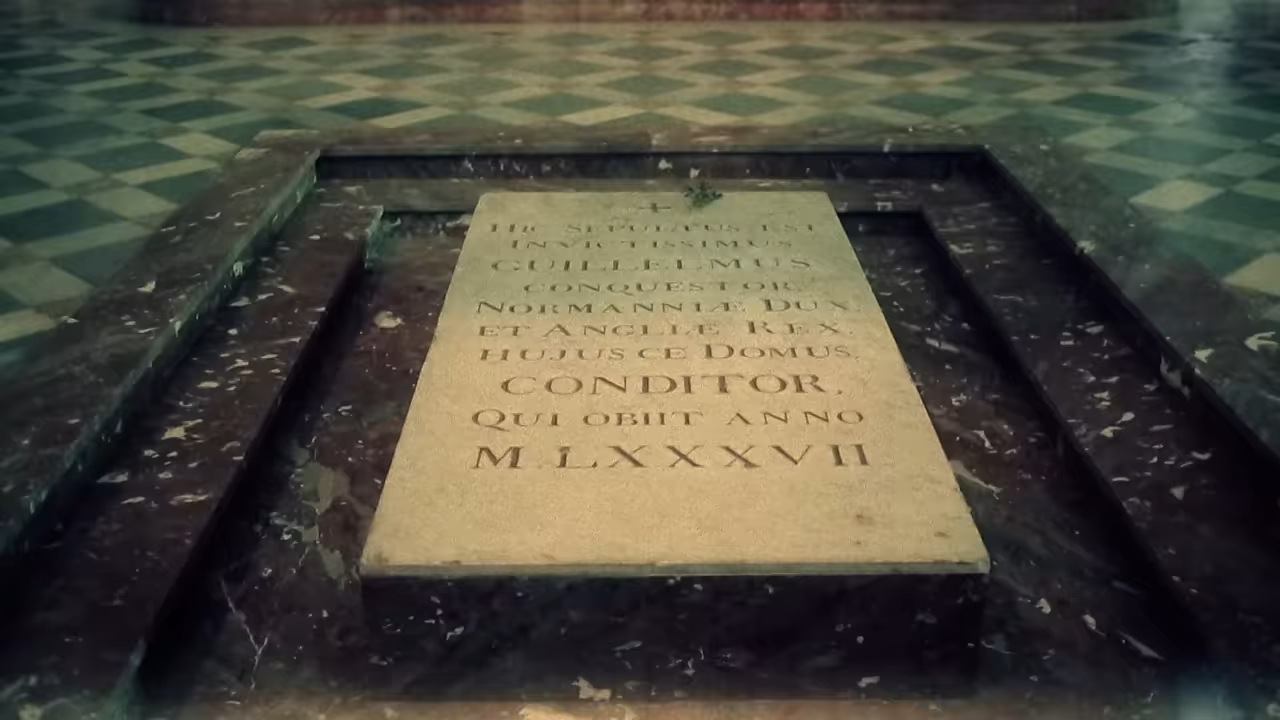 HIC SEPULTUS EST
INVICTISSIMUS
GUILLELMUS
CONQUESTOR,
NORMANNIÆ DUX,
ET ANGLIÆ REX,
HUJUSCE DOMUS,
CONDITOR,
QUI OBIIT ANNO
M.LXXXVII